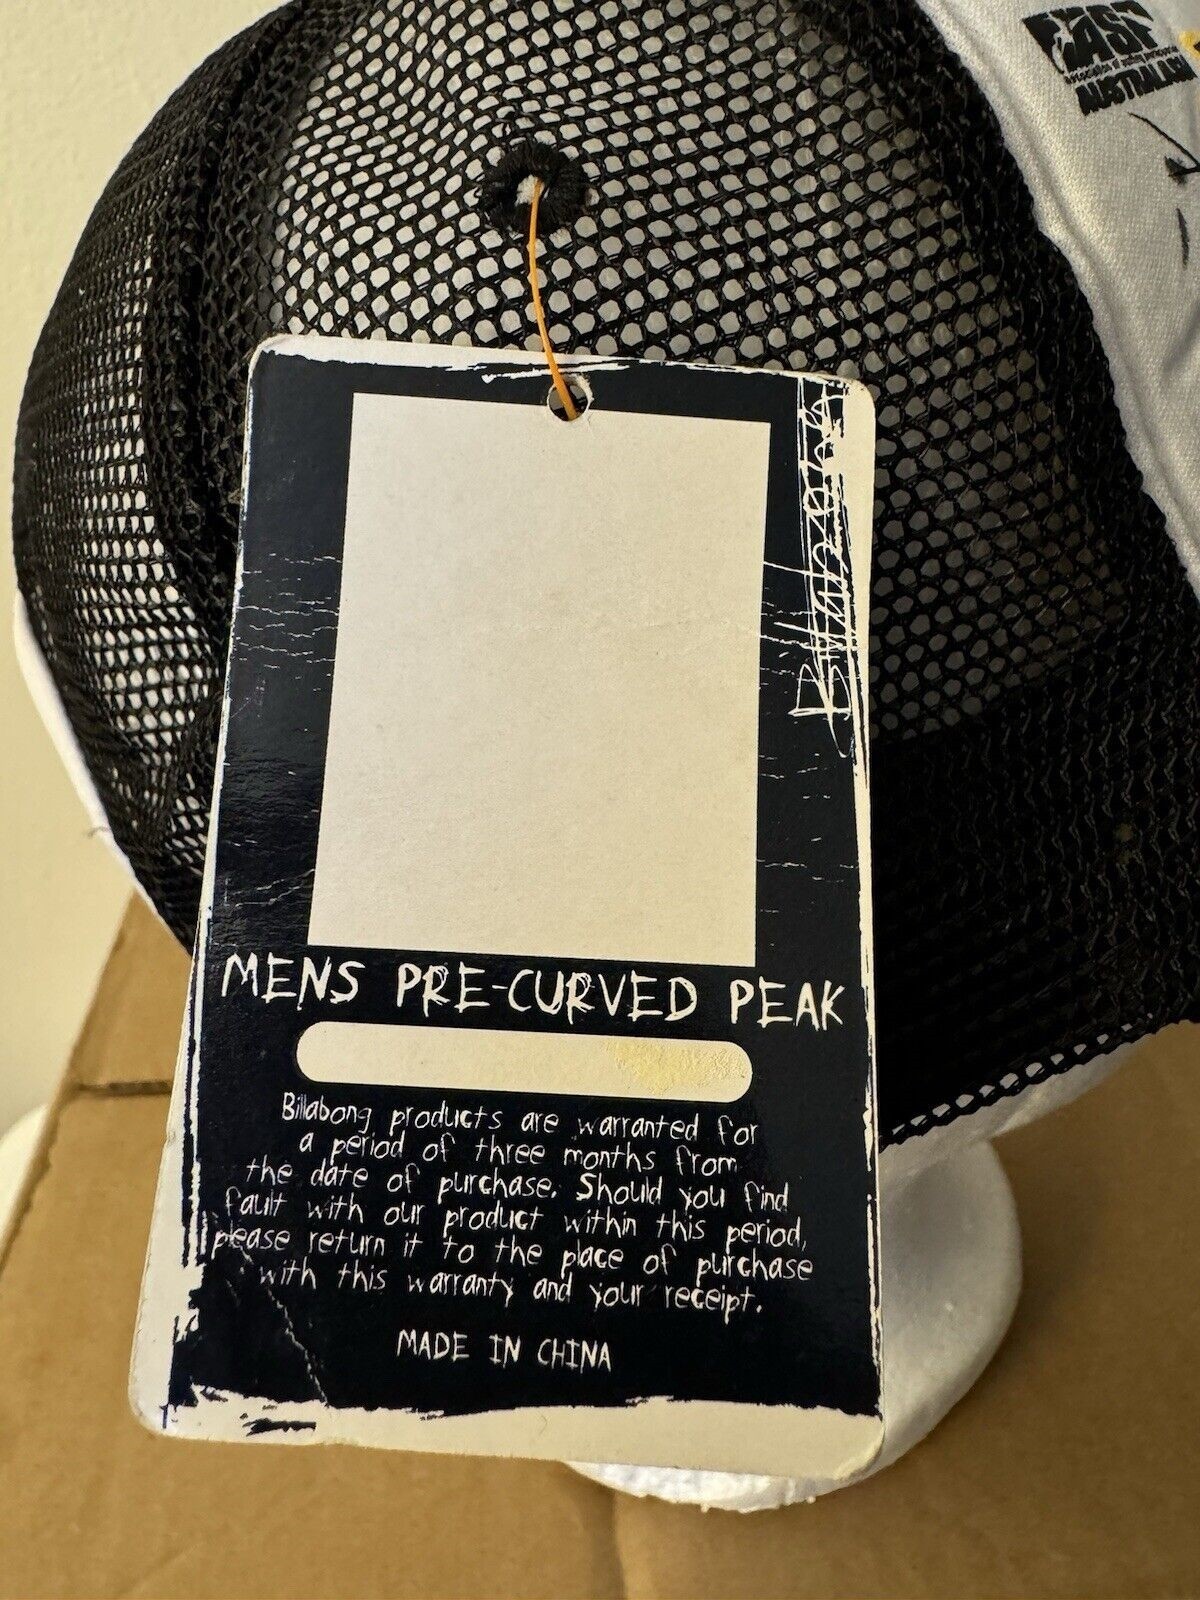 AUSTRALIA
Billabong
MENS PRE-CURVED PEAK
Billabong products are warranted for
a period of three months from
the date of purchase. Should you find
fault with our product within this period,
please return it to the place of purchase
with this warranty and your receipt.
MADE IN CHINA